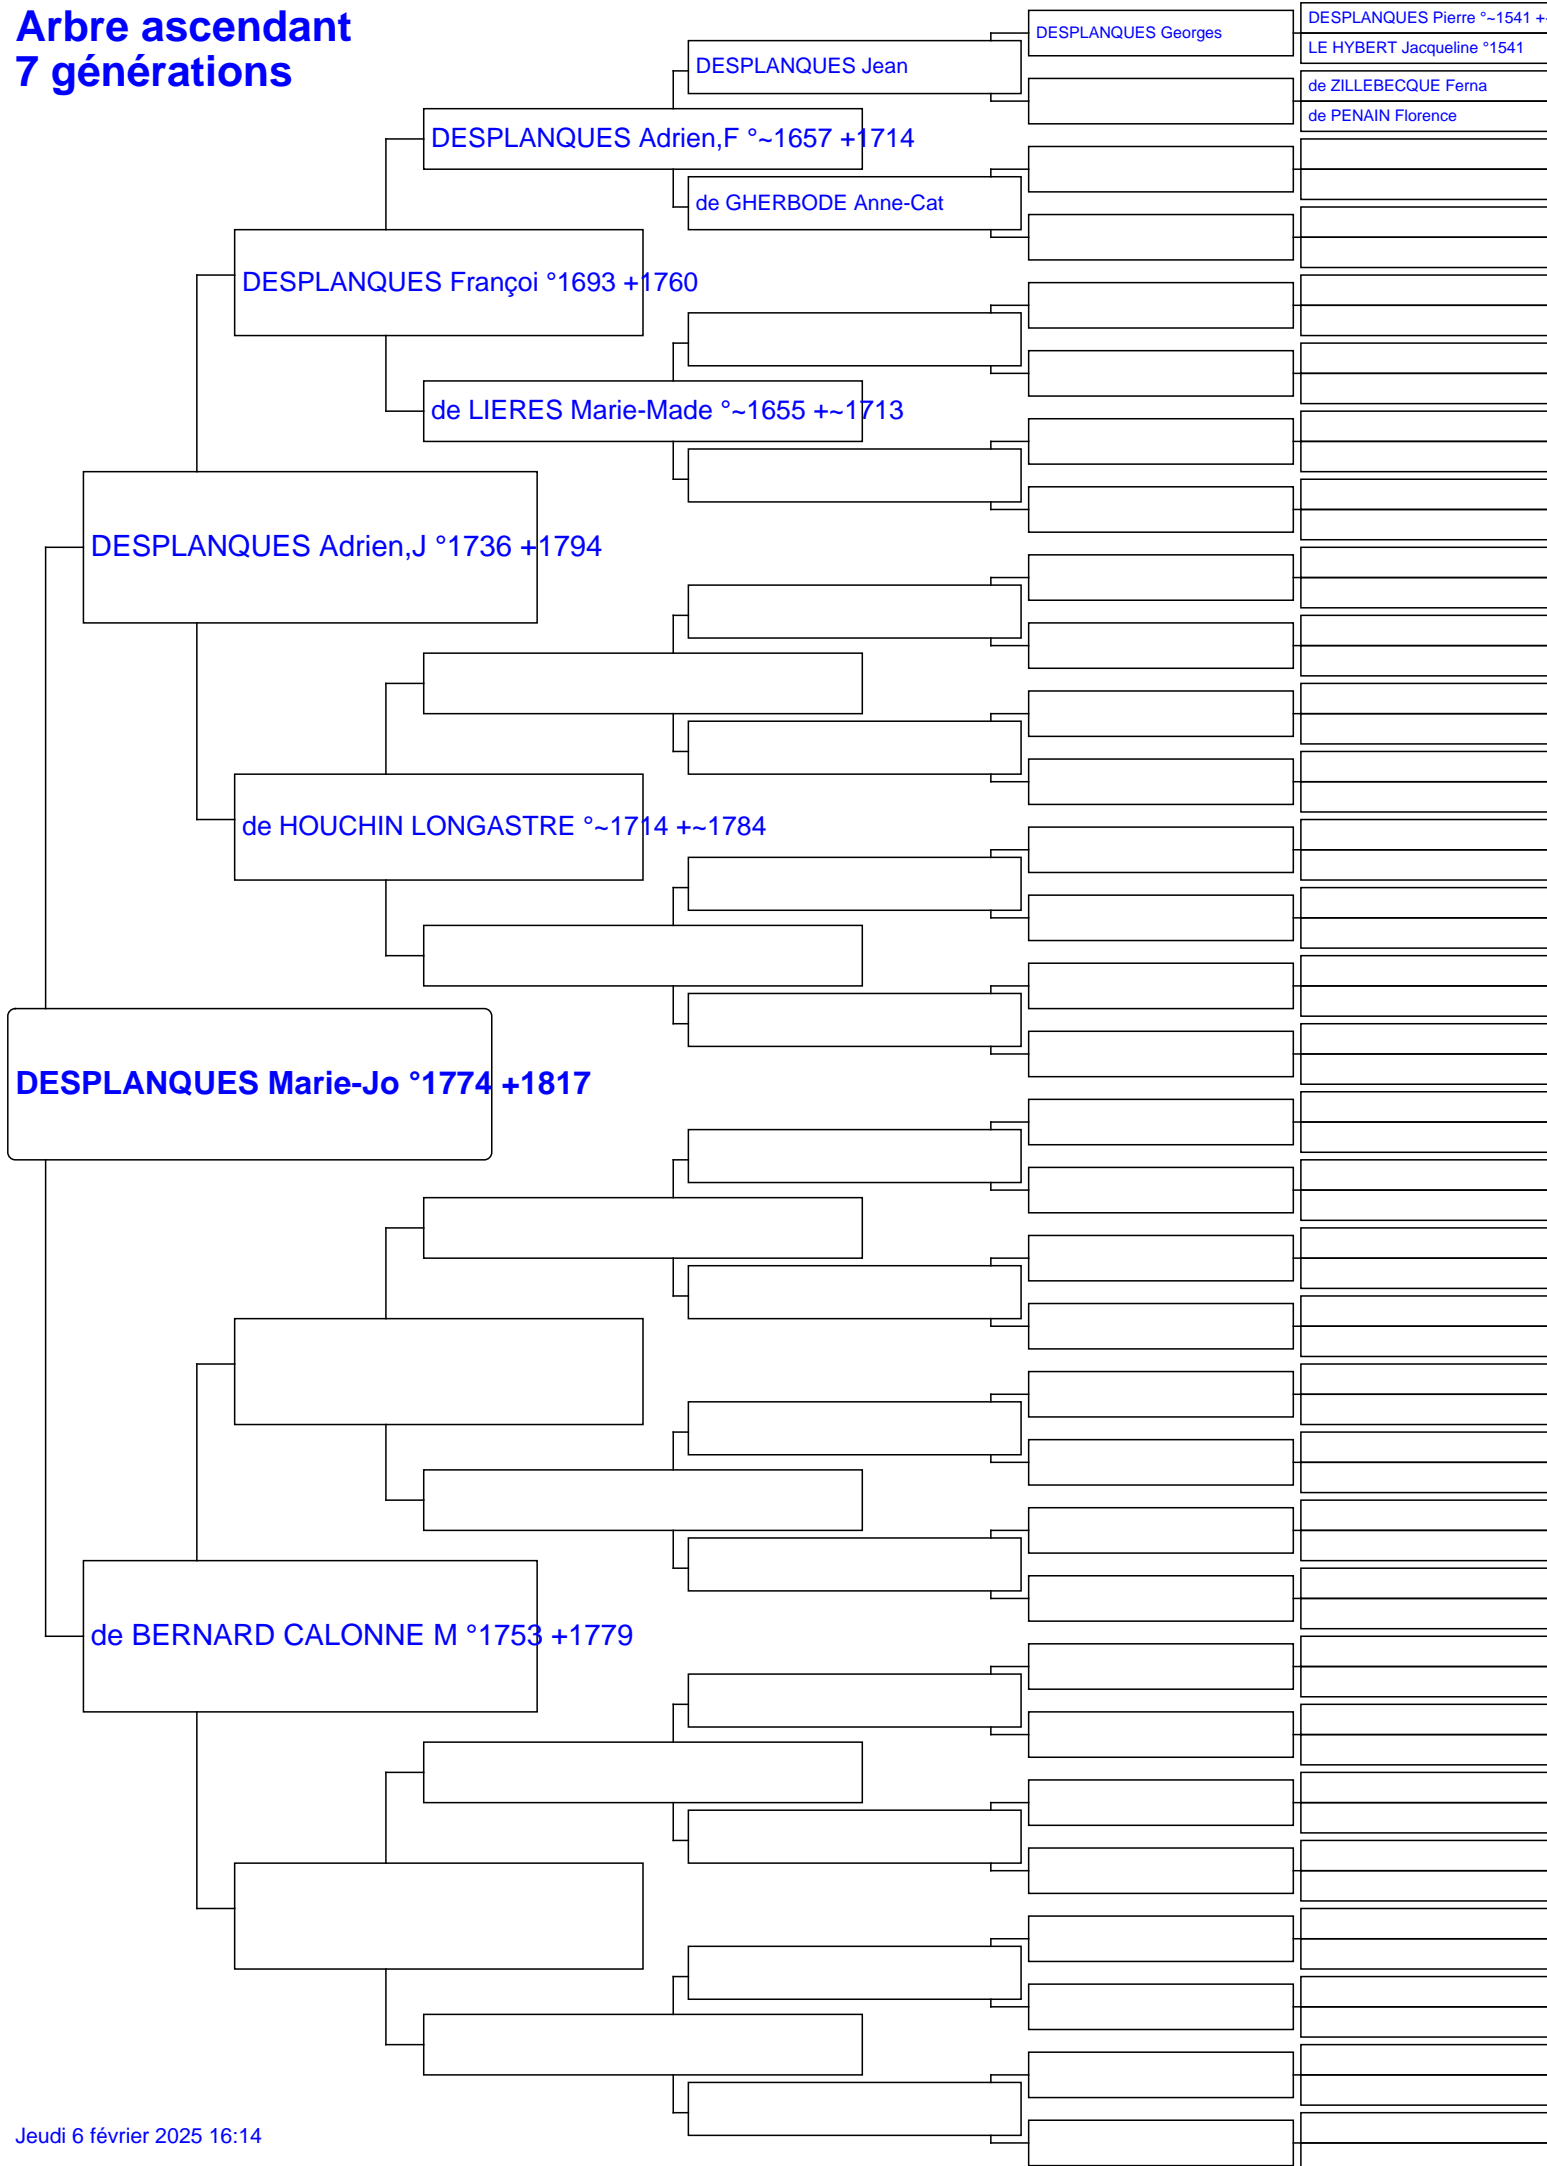 Arbre ascendant
7 générations
DESPLANQUES Pierre °~1541 +
LE HYBERT Jacqueline °1541
DESPLANQUES Georges
de ZILLEBECQUE Ferna
de PENAIN Florence
DESPLANQUES Jean
DESPLANQUES Adrien,F °~1657 +1714
de GHERBODE Anne-Cat
DESPLANQUES Françoi °1693 +1760
de LIERES Marie-Made °~1655 +~1713
DESPLANQUES Adrien,J °1736 +1794
de HOUCHIN LONGASTRE °~1714 +~1784
DESPLANQUES Marie-Jo °1774 +1817
de BERNARD CALONNE M °1753 +1779
Jeudi 6 février 2025 16:14